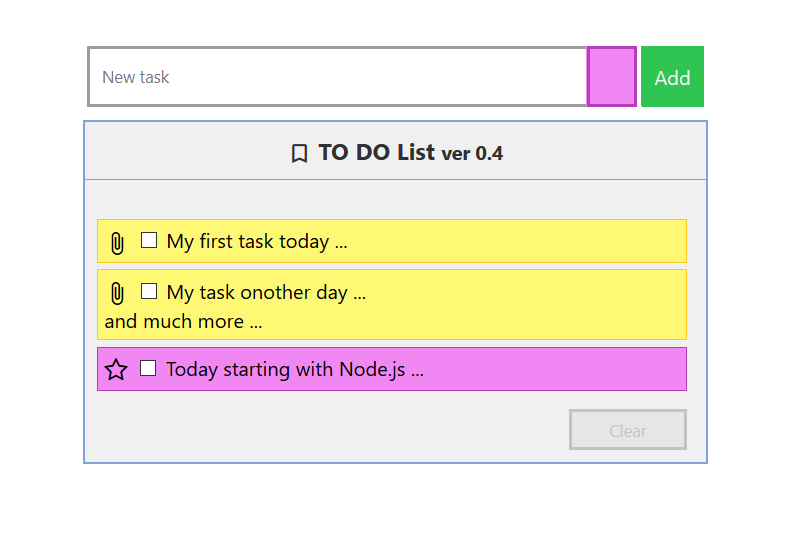 New task
Add
TO DO List ver 0.4
My first task today ...
My task onother day ...
and much more ...
Today starting with Node.js ...
Clear